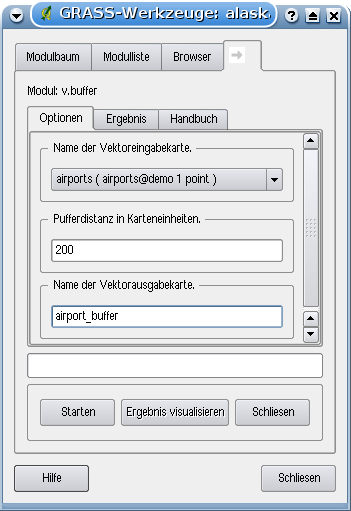 GRASS-Werkzeuge: alask
Modulbaum
Modulliste
Browser
Modul: v.buffer
Optionen
Ergebnis
Handbuch
Name der Vektoreingabekarte.
airports ( airports@demo 1 point )
Pufferdistanz in Karteneinheiten.
200
Name der Vektorausgabekarte.
airport_buffer
Starten
Ergebnis visualisieren
Schliesen
Hilfe
Schliesen